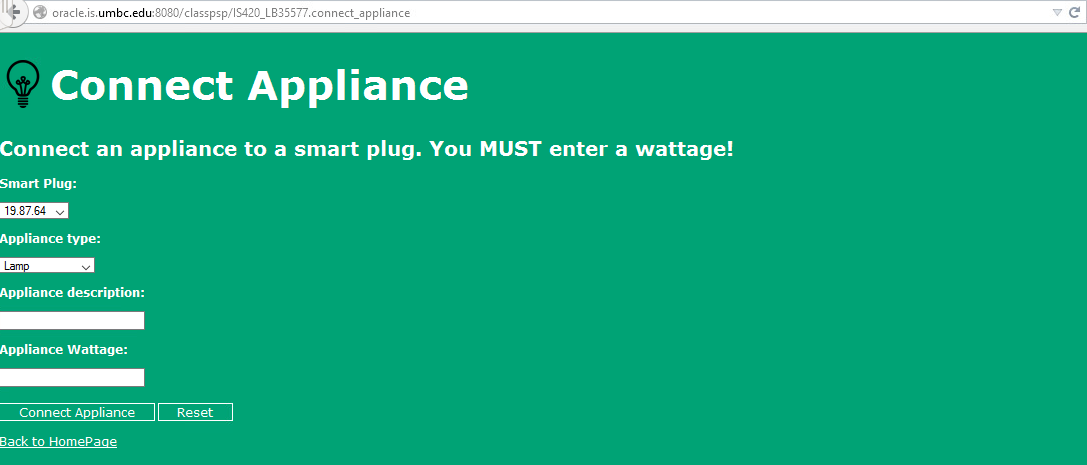 oracle.is.umbc.edu:8080/classpsp/IS420_LB35577.connect_appliance
Connect Appliance
Connect an appliance to a smart plug. You MUST enter a wattage!
Smart Plug:
19.87.64
Appliance type:
Lamp
Appliance description:
Appliance Wattage:
Connect Appliance Reset
Back to HomePage